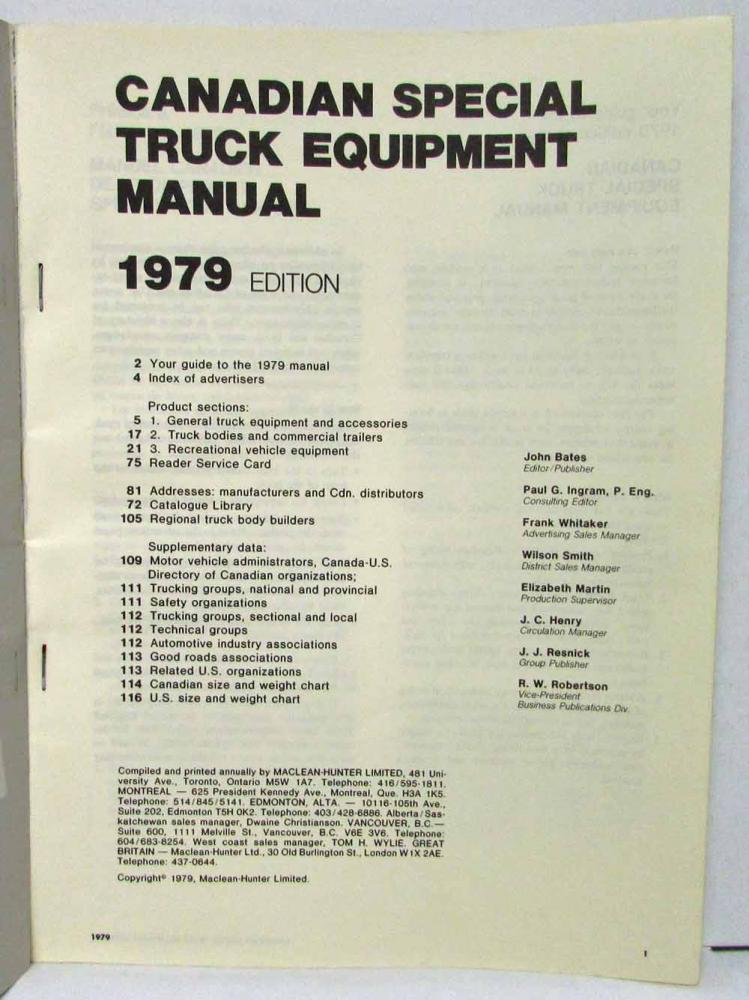 CANADIAN SPECIAL
TRUCK EQUIPMENT
MANUAL
1979 EDITION
2 Your guide to the 1979 manual
4 Index of advertisers
Product sections:
5 1. General truck equipment and accessories
17 2. Truck bodies and commercial trailers
21 3. Recreational vehicle equipment
75 Reader Service Card
81 Addresses: manufacturers and Cdn. distributors
72 Catalogue Library
105 Regional truck body builders
Supplementary data:
109 Motor vehicle administrators, Canada-U.S.
Directory of Canadian organizations;
111 Trucking groups, national and provincial
111 Safety organizations
112 Trucking groups, sectional and local
112 Technical groups
112 Automotive industry associations
113 Good roads associations
113 Related U.S. organizations
114 Canadian size and weight chart
116 U.S. size and weight chart
John Bates
Editor/Publisher
Paul G. Ingram, P. Eng.
Consulting Editor
Frank Whitaker
Advertising Sales Manager
Wilson Smith
District Sales Manager
Elizabeth Martin
Production Supervisor
J. C. Henry
Circulation Manager
J. J. Resnick
Group Publisher
R. W. Robertson
Vice-President
Business Publications Div.
Compiled and printed annually by MACLEAN-HUNTER LIMITED, 481 Uni-
versity Ave., Toronto, Ontario M5W 1A7. Telephone: 416/595-1811.
MONTREAL — 625 President Kennedy Ave., Montreal, Que. H3A 1K5.
Telephone: 514/845/5141. EDMONTON, ALTA. — 10116-105th Ave.,
Suite 202, Edmonton T5H 0K2. Telephone: 403/428-6886. Alberta/Sas-
katchewan sales manager, Dwaine Christianson. VANCOUVER, B.C.—
Suite 600, 1111 Melville St., Vancouver, B.C. V6E 3V6. Telephone:
604/683-8254. West coast sales manager, TOM H. WYLIE. GREAT
BRITAIN — Maclean-Hunter Ltd., 30 Old Burlington St., London W1X 2AE.
Telephone: 437-0644.
Copyright© 1979, Maclean-Hunter Limited.
1979
1